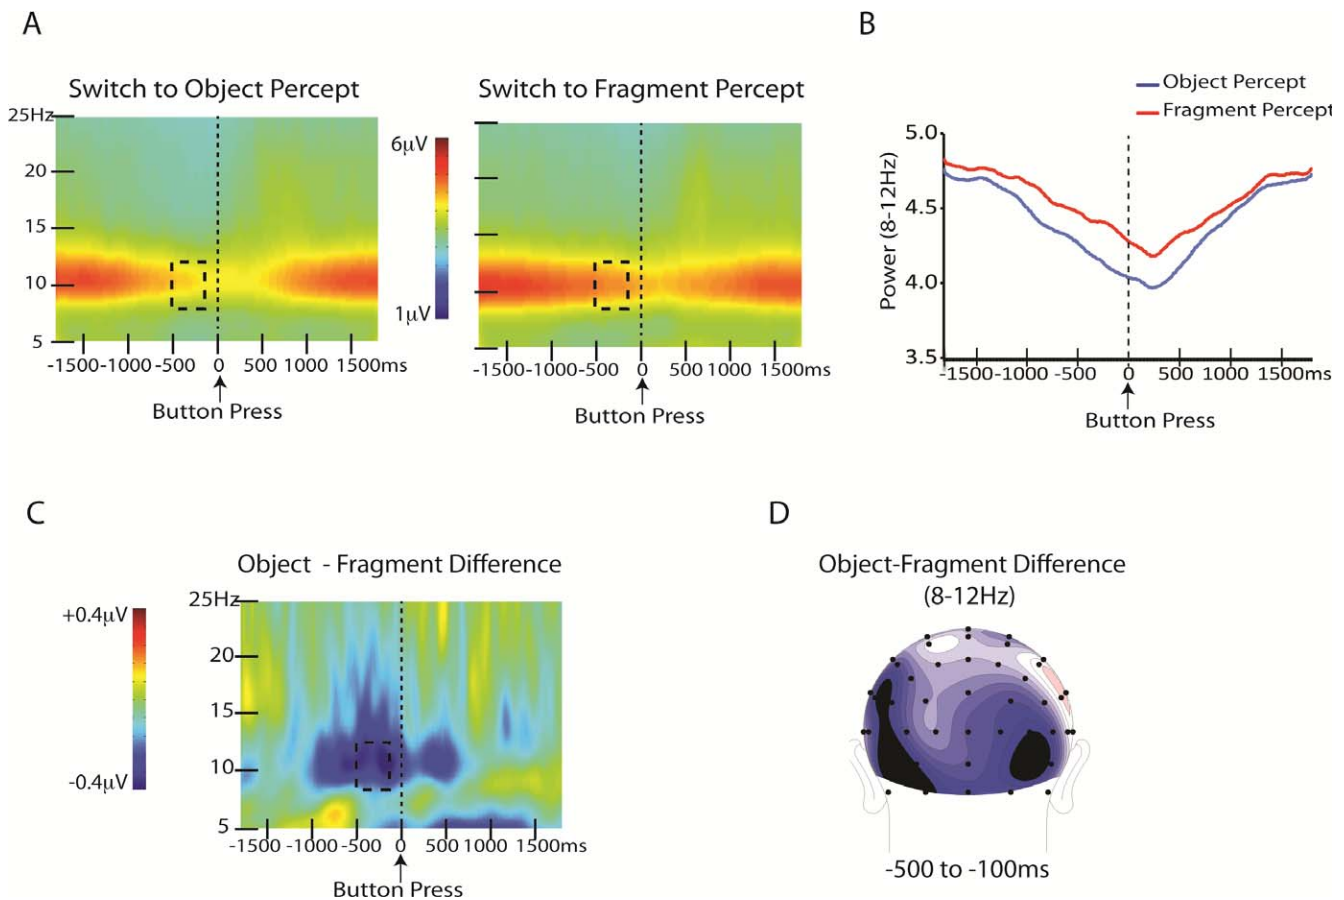 A
Switch to Object Percept
25Hz
20
15
10
5
-1500 -1000 -500 0 500 1000 1500ms
Button Press
6µV
1µV
Switch to Fragment Percept
-1500 -1000 -500 0 500 1000 1500ms
Button Press
B
Object Percept
Fragment Percept
Power (8-12Hz)
5.0
4.5
4.0
3.5
-1500 -1000 -500 0 500 1000 1500ms
Button Press
C
Object - Fragment Difference
+0.4µV
-0.4µV
25Hz
20
15
10
5
-1500 -1000 -500 0 500 1000 1500ms
Button Press
D
Object-Fragment Difference
(8-12Hz)
-500 to -100ms